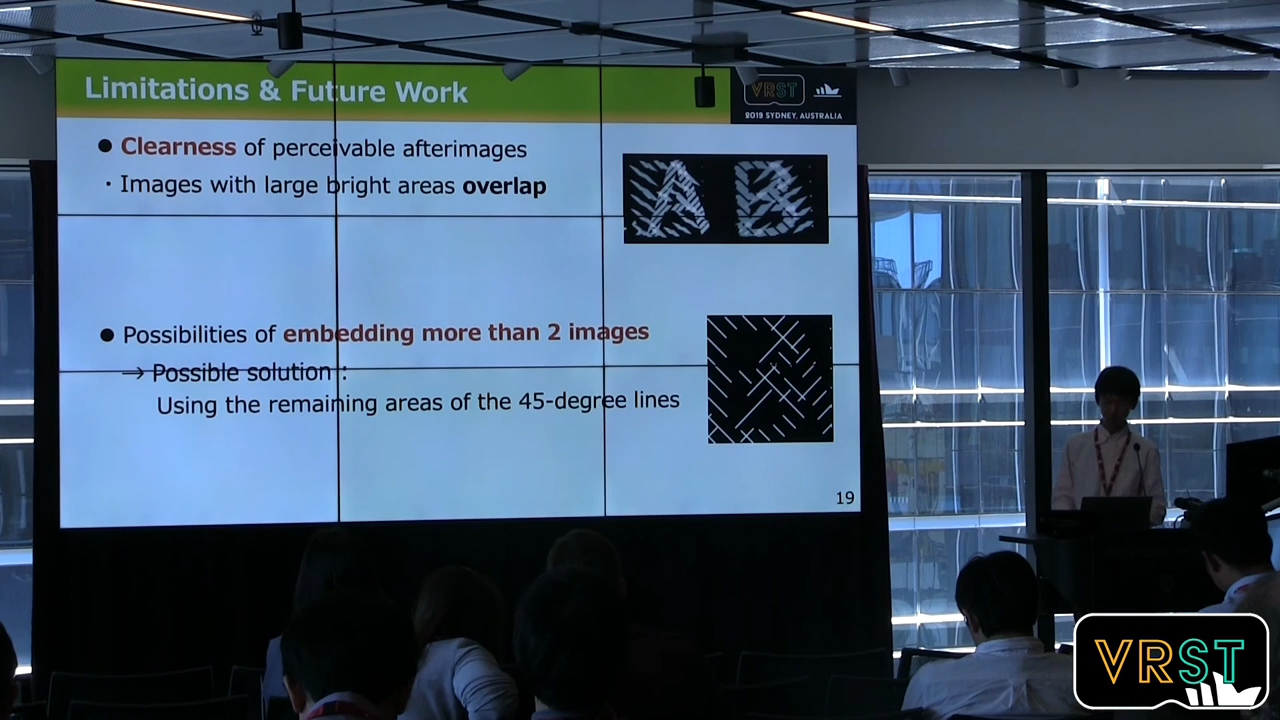 Limitations & Future Work
VRST
2019 SYDNEY, AUSTRALIA
● Clearness of perceivable afterimages
・Images with large bright areas overlap
A B
● Possibilities of embedding more than 2 images
→ Possible solution :
Using the remaining areas of the 45-degree lines
19
VRST